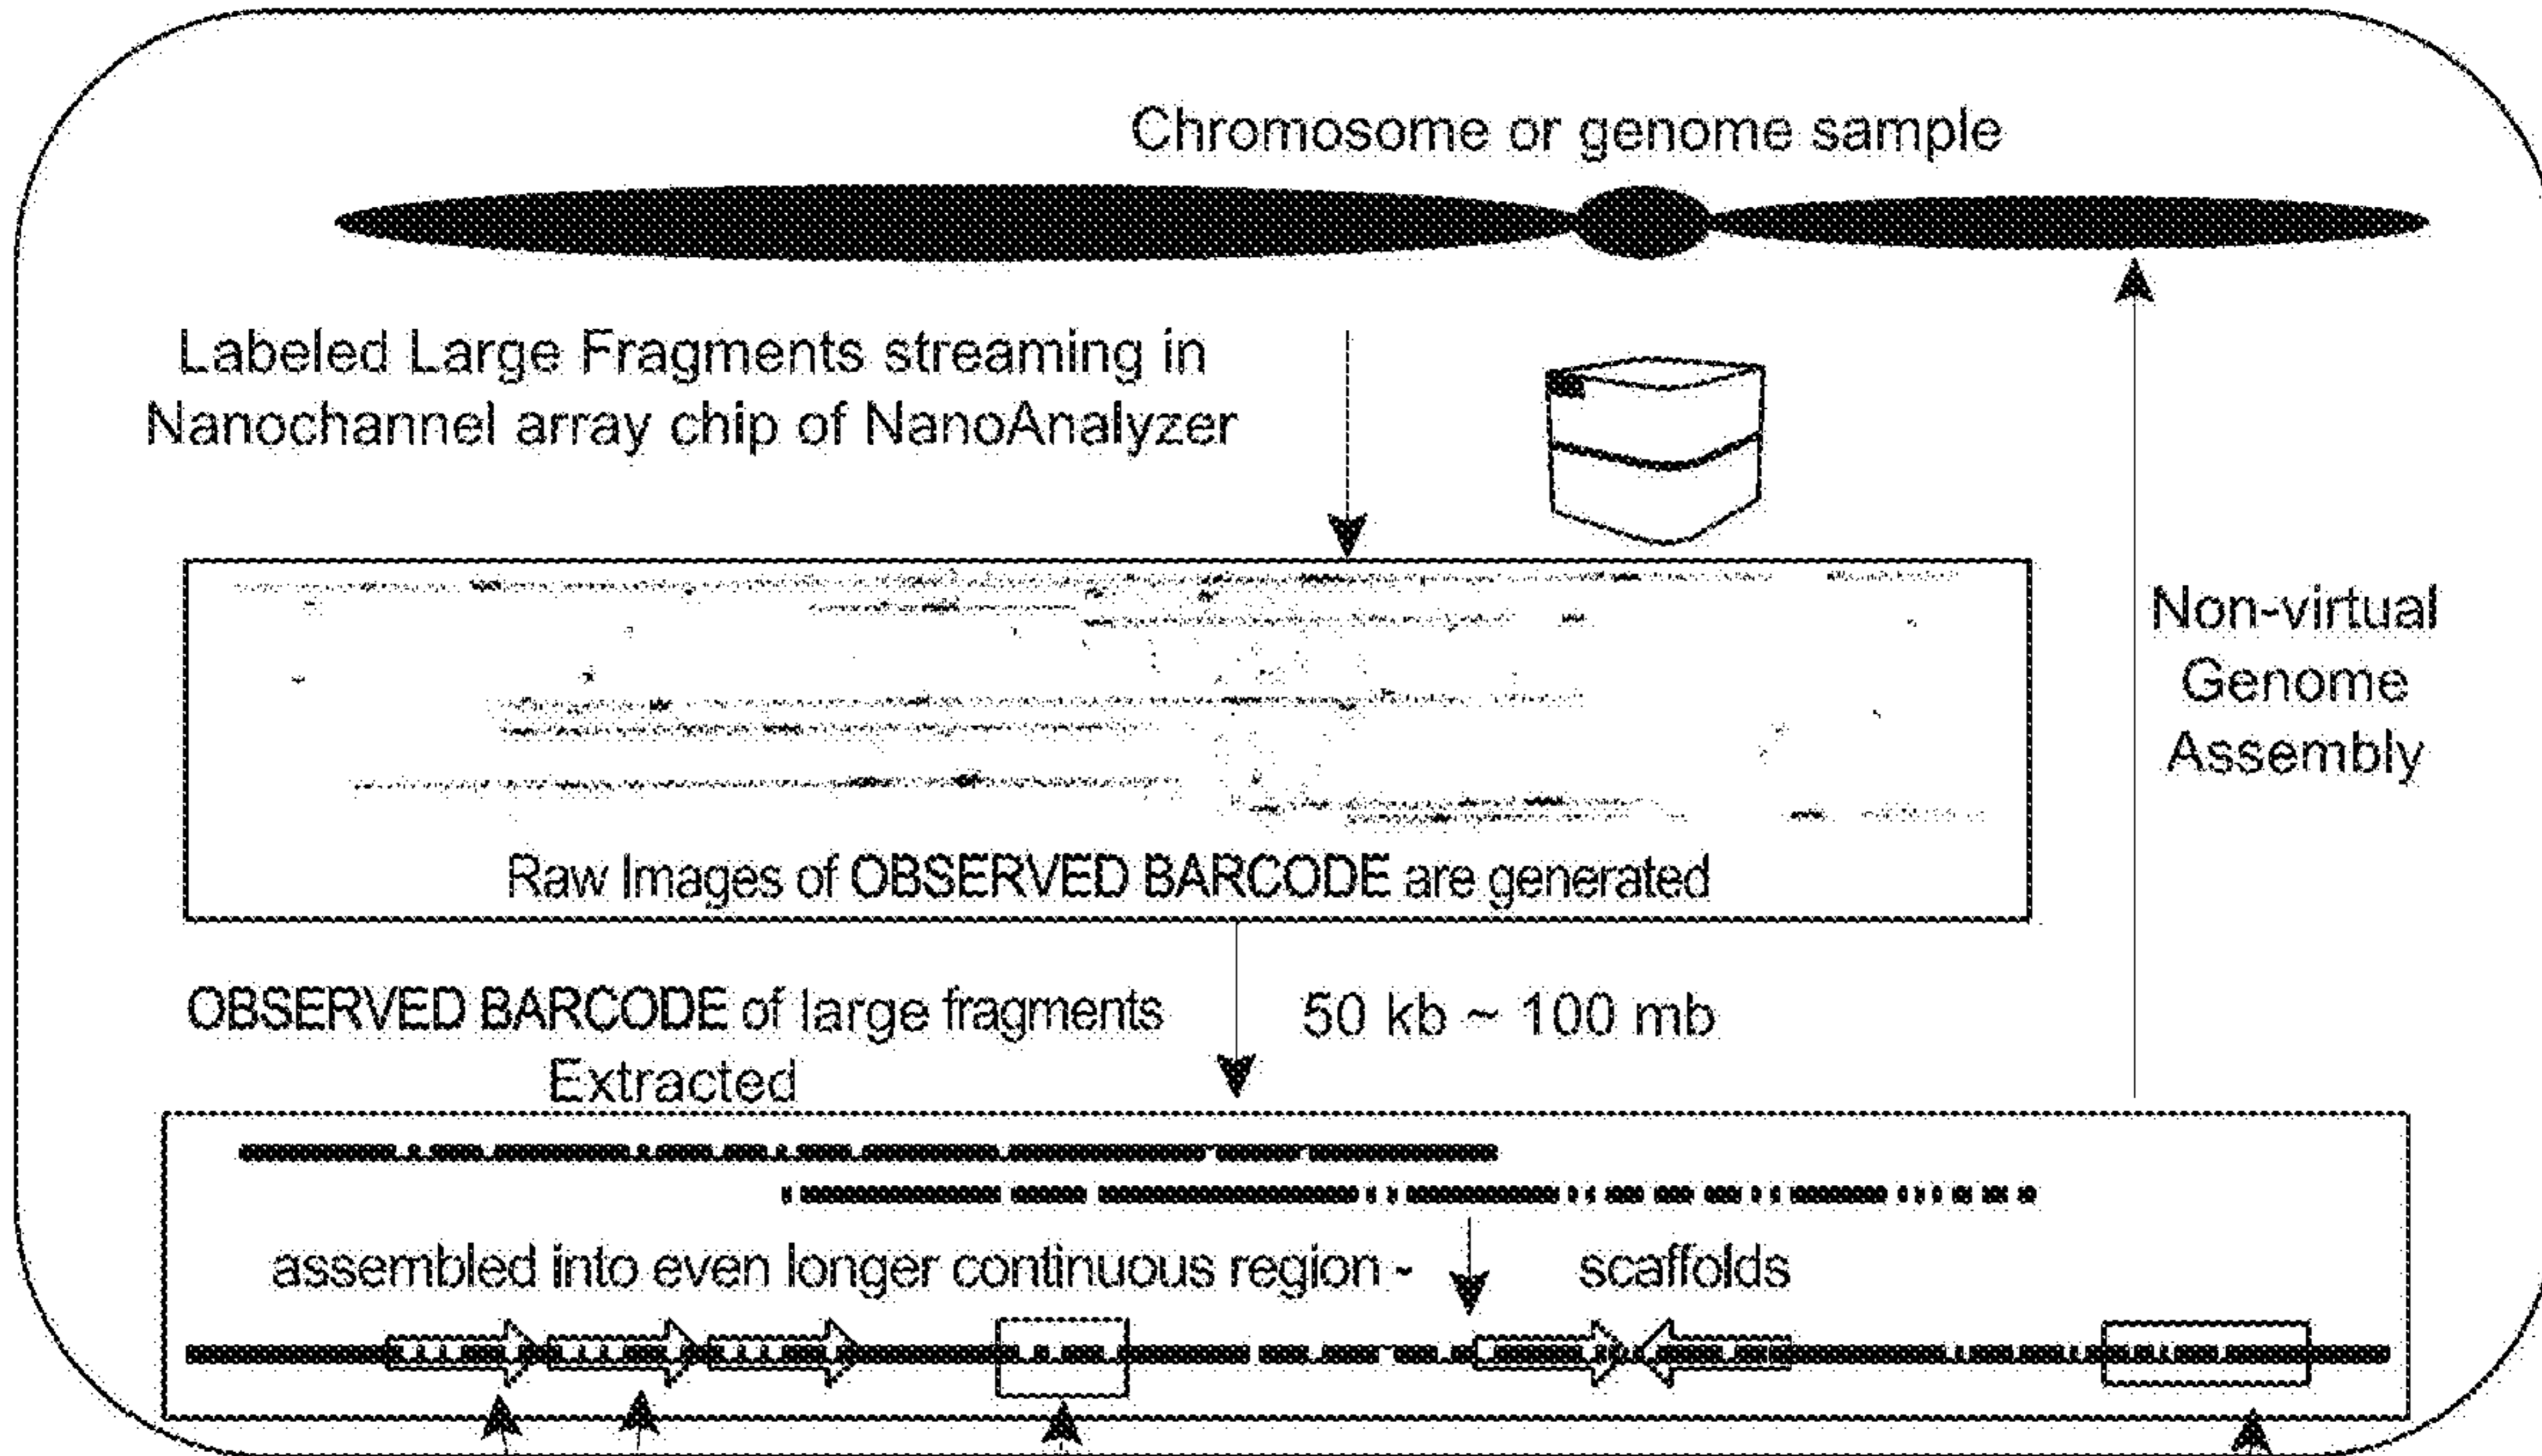 Chromosome or genome sample
Labeled Large Fragments streaming in
Nanochannel array chip of NanoAnalyzer
Non-virtual
Genome
Assembly
Raw Images of OBSERVED BARCODE are generated
OBSERVED BARCODE of large fragments
Extracted
50 kb ~ 100 mb
assembled into even longer continuous region - scaffolds